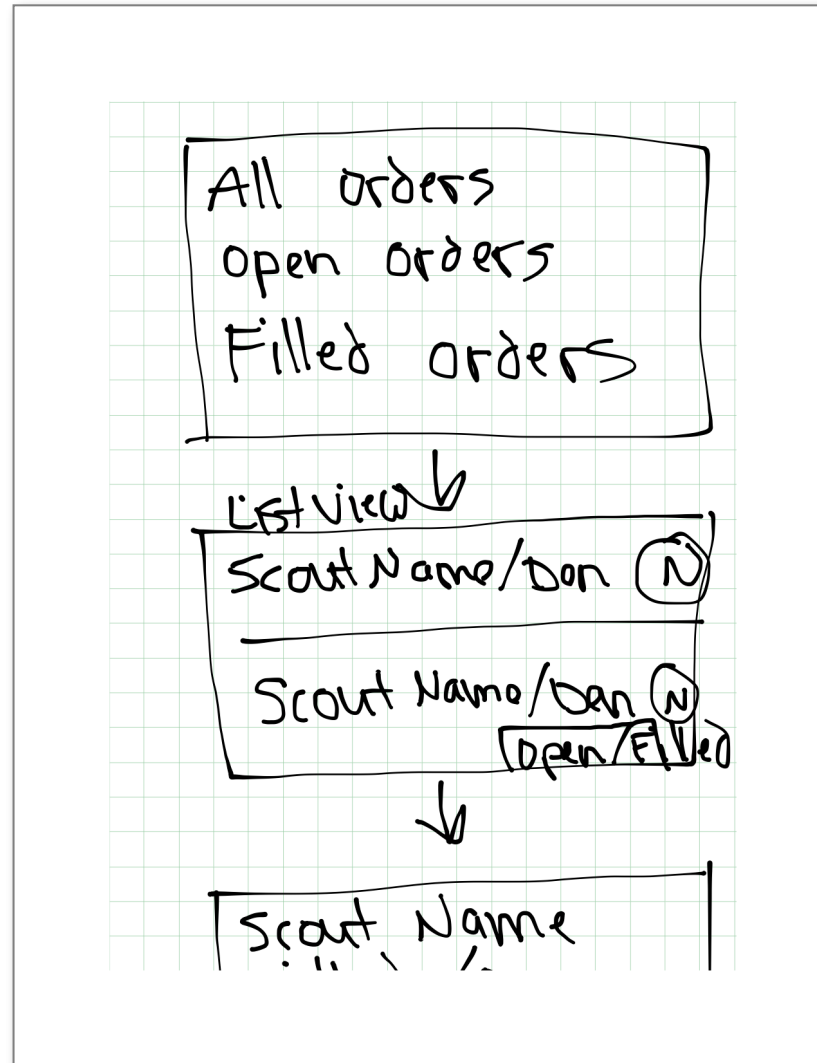 All orders
open orders
Filled orders
List view
Scout Name/Den N
Scout Name/Den N
Open/Filled
Scout Name